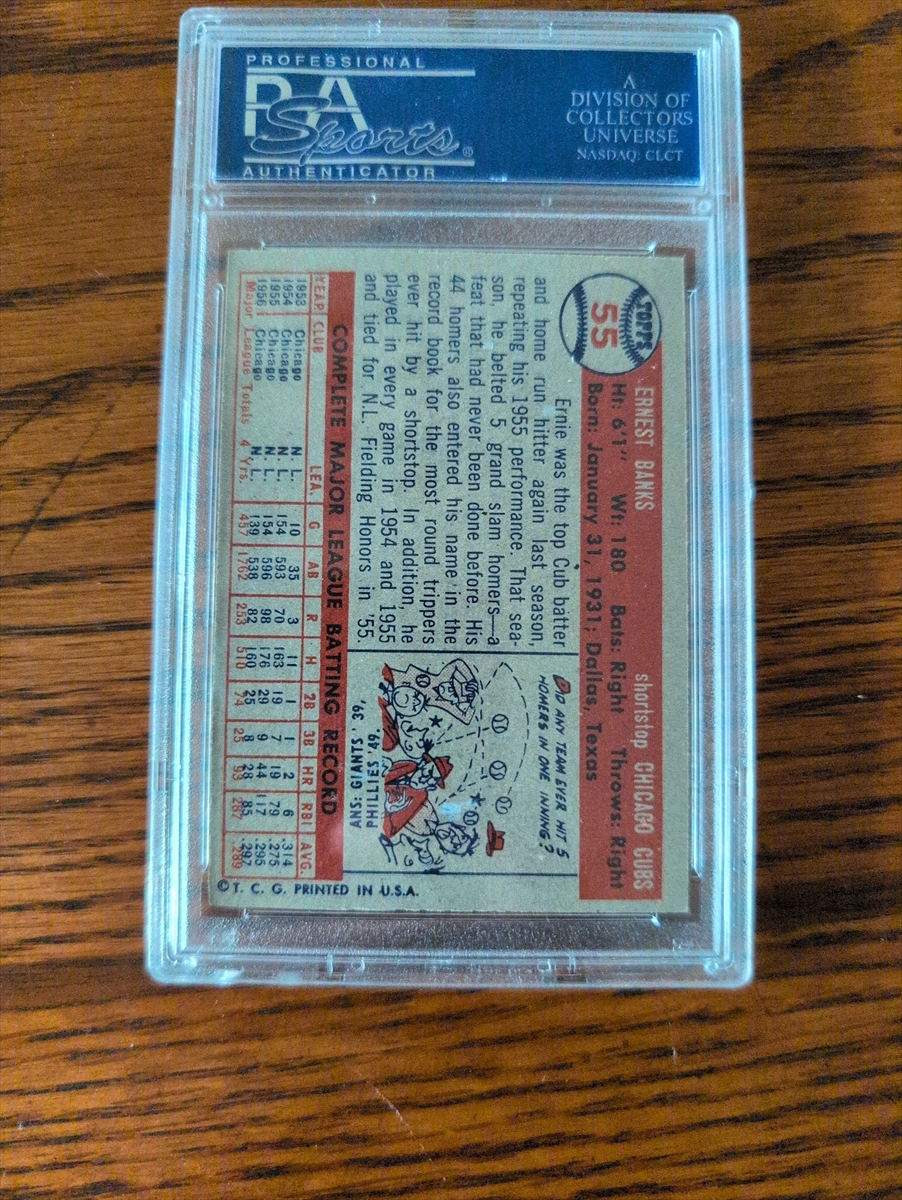 PROFESSIONAL
PSA
Sports®
AUTHENTICATOR
A
DIVISION OF
COLLECTORS
UNIVERSE
NASDAQ: CLCT
TOPPS
55
ERNEST BANKS shortstop CHICAGO CUBS
Ht: 6'1" Wt: 180 Bats: Right Throws: Right
Born: January 31, 1931; Dallas, Texas
Ernie was the top Cub batter
and home run hitter again last season,
repeating his 1955 performance. That sea-
son, he belted 5 grand slam homers—a
feat that had never been done before. His
44 homers also entered his name in the
record book for the most round trippers
ever hit by a shortstop. In addition, he
played in every game in 1954 and 1955
and tied for N.L. Fielding Honors in '55.
DID ANY TEAM EVER HIT 5
HOMERS IN ONE INNING?
ANS: GIANTS '39,
PHILLIES '49.
COMPLETE MAJOR LEAGUE BATTING RECORD
YEAR CLUB LEA. G AB R H 2B 3B HR RBI AVG.
1953 Chicago N. L. 10 35 3 11 1 1 2 6 .314
1954 Chicago N. L. 154 593 70 163 19 7 19 79 .275
1955 Chicago N. L. 154 596 98 176 29 9 44 117 .295
1956 Chicago N. L. 139 538 82 160 25 8 28 85 .297
Major League Totals 4 Yrs. 457 1762 253 510 74 25 93 287 .289
© T. C. G. PRINTED IN U.S.A.